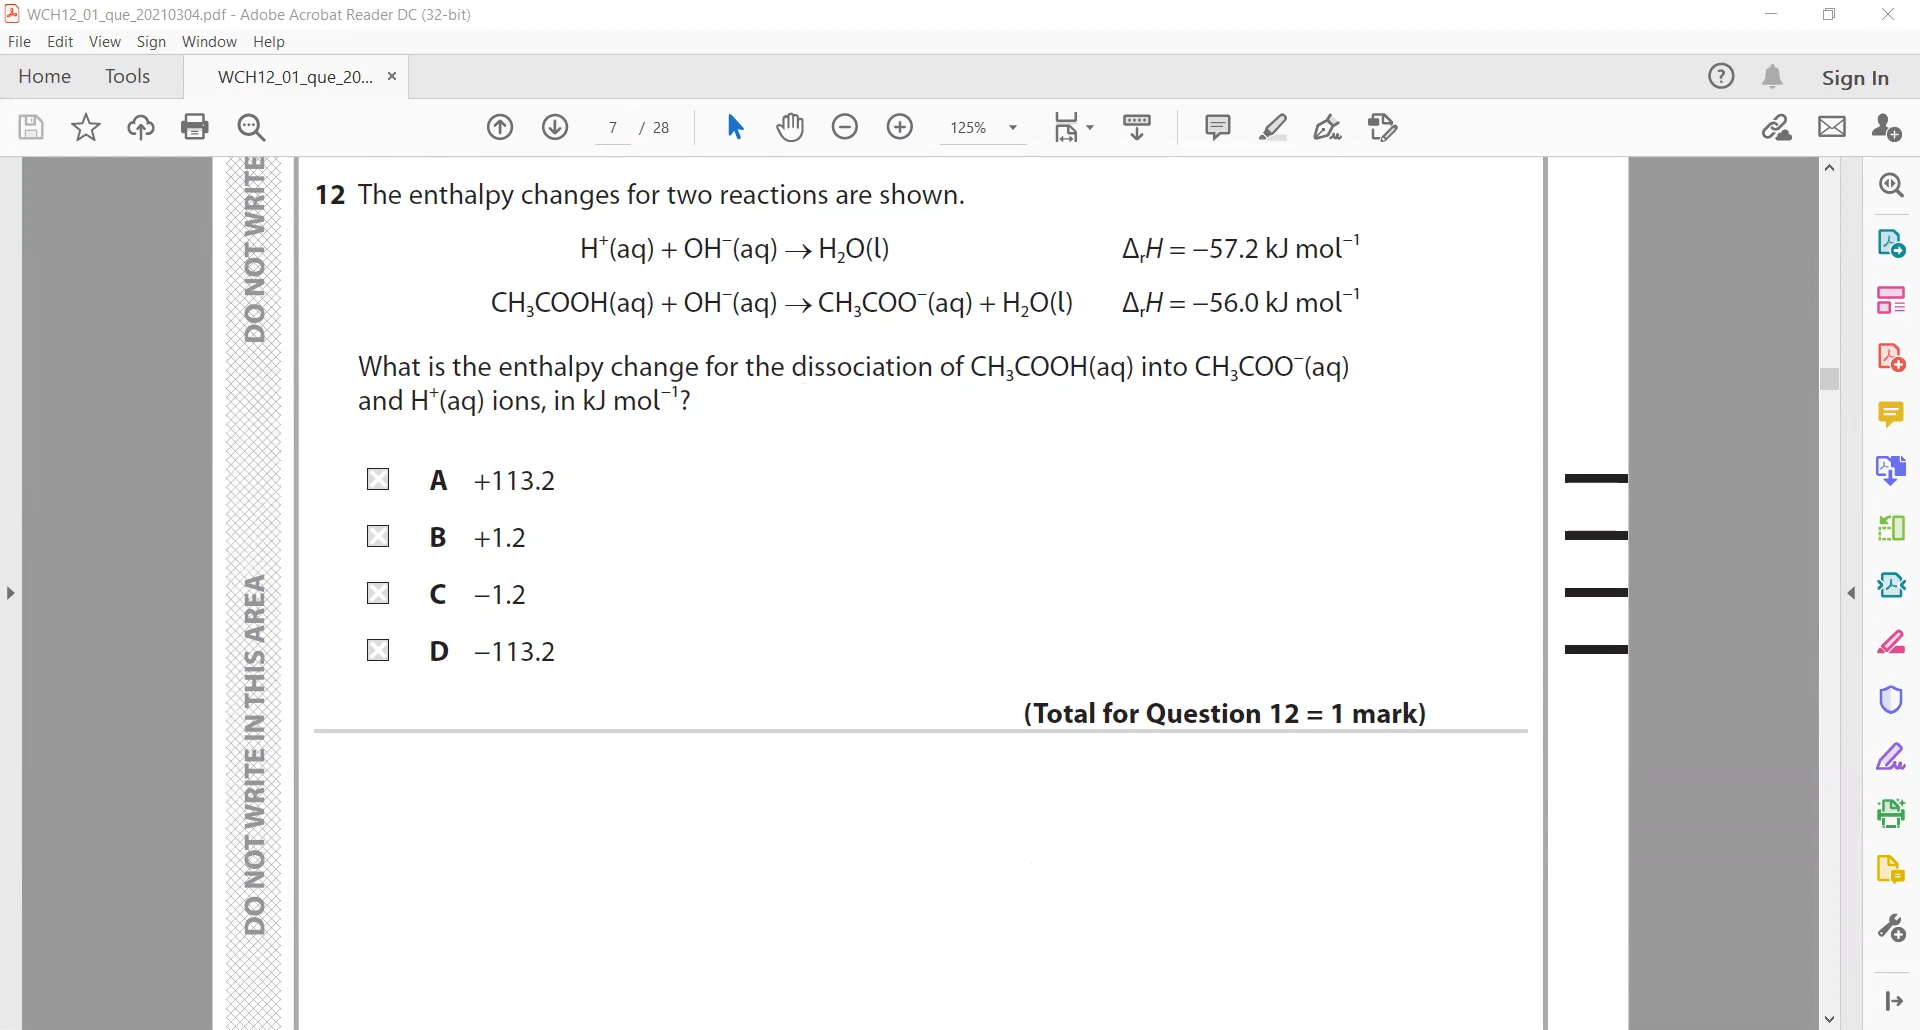 WCH12_01_que_20210304.pdf - Adobe Acrobat Reader DC (32-bit)
File Edit View Sign Window Help
Home Tools WCH12_01_que_20... × Sign In
7 / 28 125%
DO NOT WRITE
12 The enthalpy changes for two reactions are shown.
H⁺(aq) + OH⁻(aq) → H₂O(l) ΔᵣH = −57.2 kJ mol⁻¹
CH₃COOH(aq) + OH⁻(aq) → CH₃COO⁻(aq) + H₂O(l) ΔᵣH = −56.0 kJ mol⁻¹
What is the enthalpy change for the dissociation of CH₃COOH(aq) into CH₃COO⁻(aq)
and H⁺(aq) ions, in kJ mol⁻¹?
A +113.2
B +1.2
C −1.2
D −113.2
(Total for Question 12 = 1 mark)
DO NOT WRITE IN THIS AREA